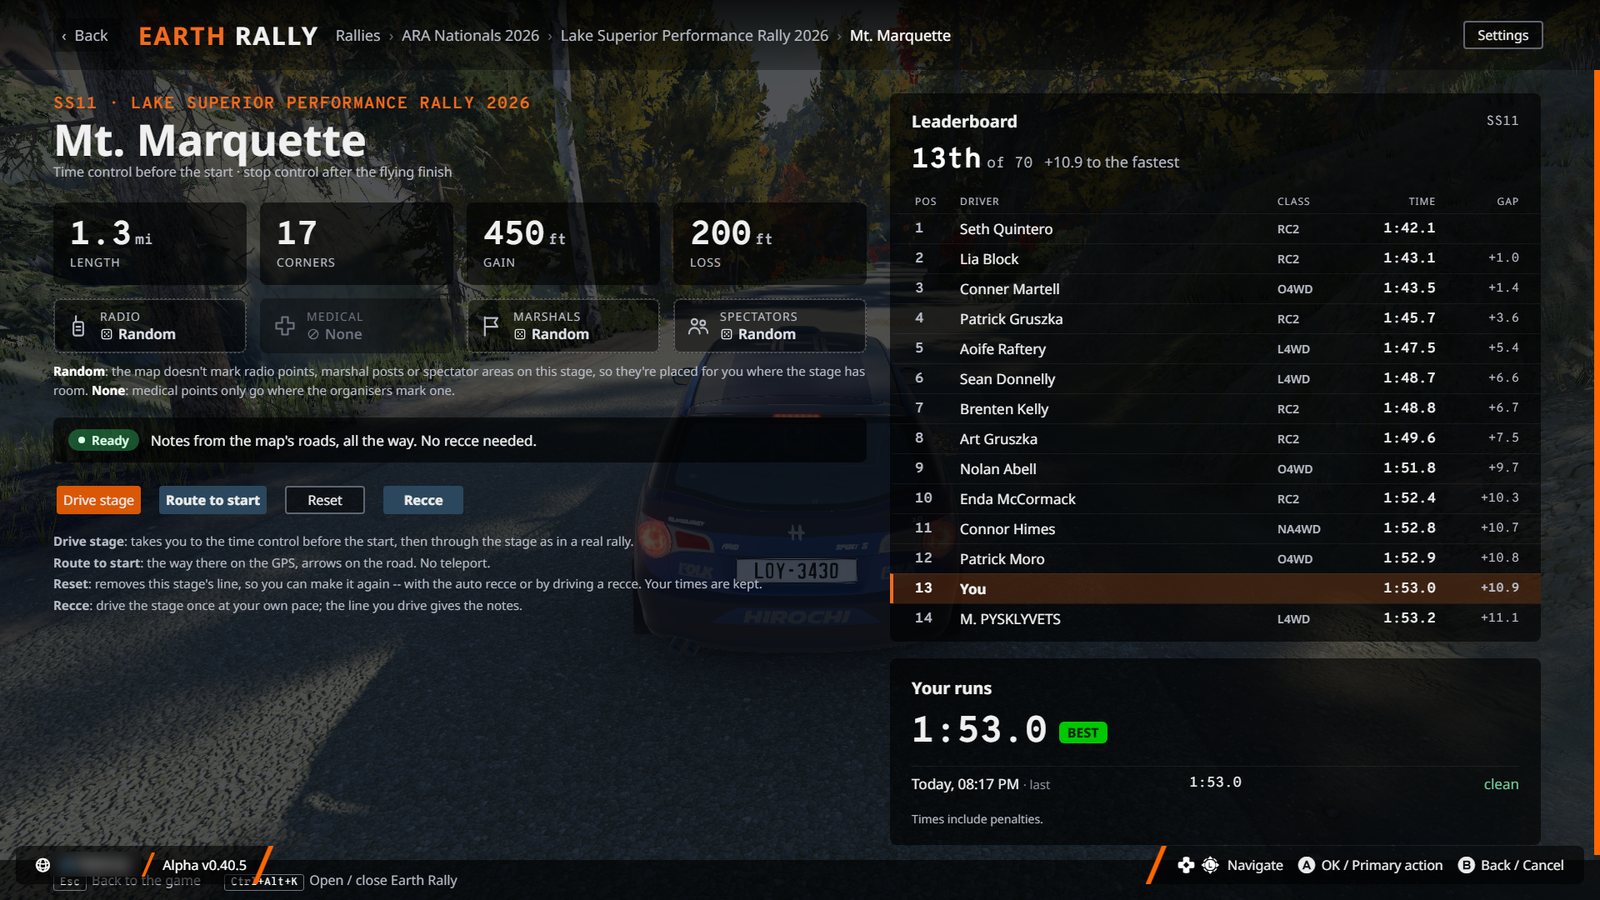 ‹ Back
EARTH RALLY
Rallies › ARA Nationals 2026 › Lake Superior Performance Rally 2026 › Mt. Marquette
Settings
SS11 · LAKE SUPERIOR PERFORMANCE RALLY 2026
Mt. Marquette
Time control before the start · stop control after the flying finish
1.3 mi
LENGTH
17
CORNERS
450 ft
GAIN
200 ft
LOSS
RADIO
Random
MEDICAL
None
MARSHALS
Random
SPECTATORS
Random
Random: the map doesn't mark radio points, marshal posts or spectator areas on this stage, so they're placed for you where the stage has
room. None: medical points only go where the organisers mark one.
Ready Notes from the map's roads, all the way. No recce needed.
Drive stage Route to start Reset Recce
Drive stage: takes you to the time control before the start, then through the stage as in a real rally.
Route to start: the way there on the GPS, arrows on the road. No teleport.
Reset: removes this stage's line, so you can make it again -- with the auto recce or by driving a recce. Your times are kept.
Recce: drive the stage once at your own pace; the line you drive gives the notes.
LOY-3430
HIROCHI
Leaderboard SS11
13th of 70 +10.9 to the fastest
POS DRIVER CLASS TIME GAP
1 Seth Quintero RC2 1:42.1
2 Lia Block RC2 1:43.1 +1.0
3 Conner Martell O4WD 1:43.5 +1.4
4 Patrick Gruszka RC2 1:45.7 +3.6
5 Aoife Raftery L4WD 1:47.5 +5.4
6 Sean Donnelly L4WD 1:48.7 +6.6
7 Brenten Kelly RC2 1:48.8 +6.7
8 Art Gruszka RC2 1:49.6 +7.5
9 Nolan Abell O4WD 1:51.8 +9.7
10 Enda McCormack RC2 1:52.4 +10.3
11 Connor Himes NA4WD 1:52.8 +10.7
12 Patrick Moro O4WD 1:52.9 +10.8
13 You 1:53.0 +10.9
14 M. PYSKLYVETS L4WD 1:53.2 +11.1
Your runs
1:53.0 BEST
Today, 08:17 PM · last 1:53.0 clean
Times include penalties.
Alpha v0.40.5
Esc Back to the game Ctrl+Alt+K Open / close Earth Rally
Navigate A OK / Primary action B Back / Cancel